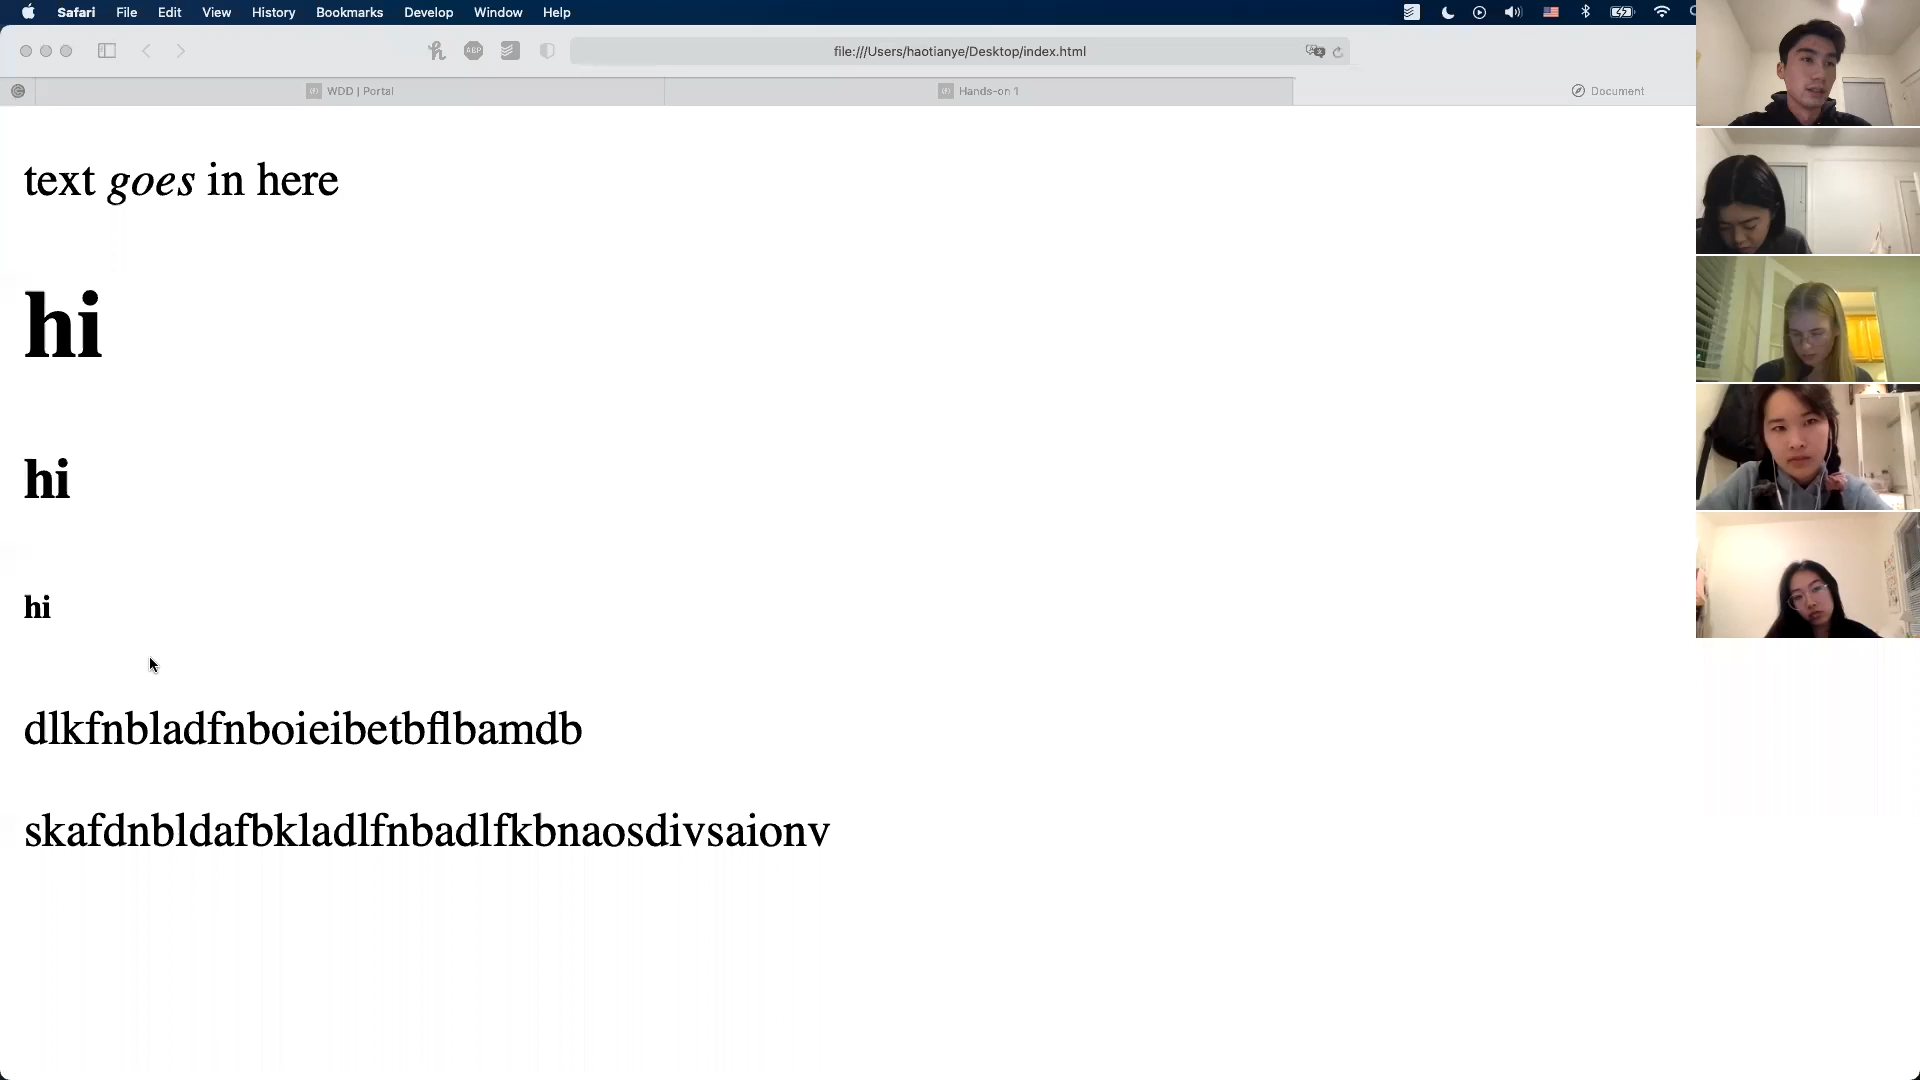 Safari File Edit View History Bookmarks Develop Window Help
ABP
file:///Users/haotianye/Desktop/index.html
WDD | Portal
Hands-on 1
Document
text goes in here
hi
hi
hi
dlkfnbladfnboieibetbflbamdb
skafdnbldafbkladlfnbadlfkbnaosdivsaionv